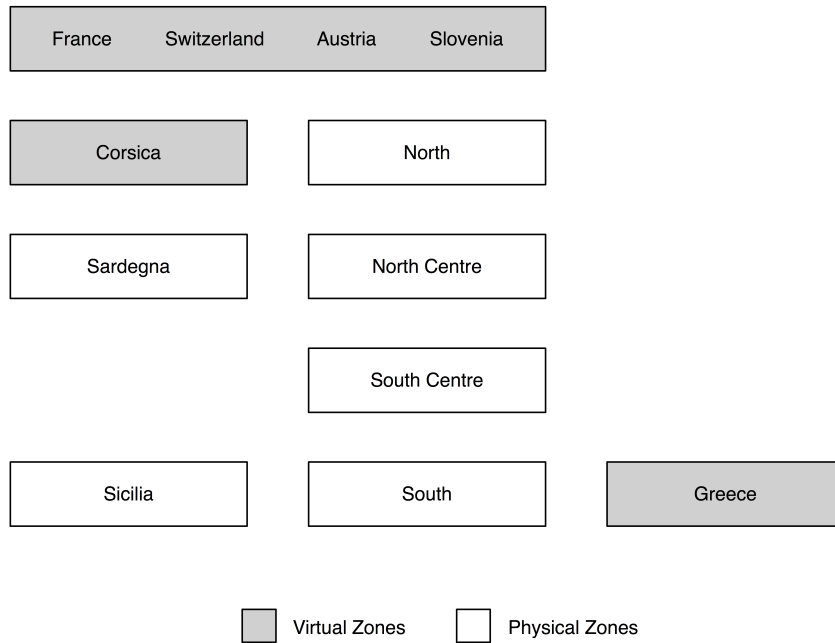 France Switzerland Austria Slovenia
Corsica North
Sardegna North Centre
South Centre
Sicilia South Greece
Virtual Zones Physical Zones